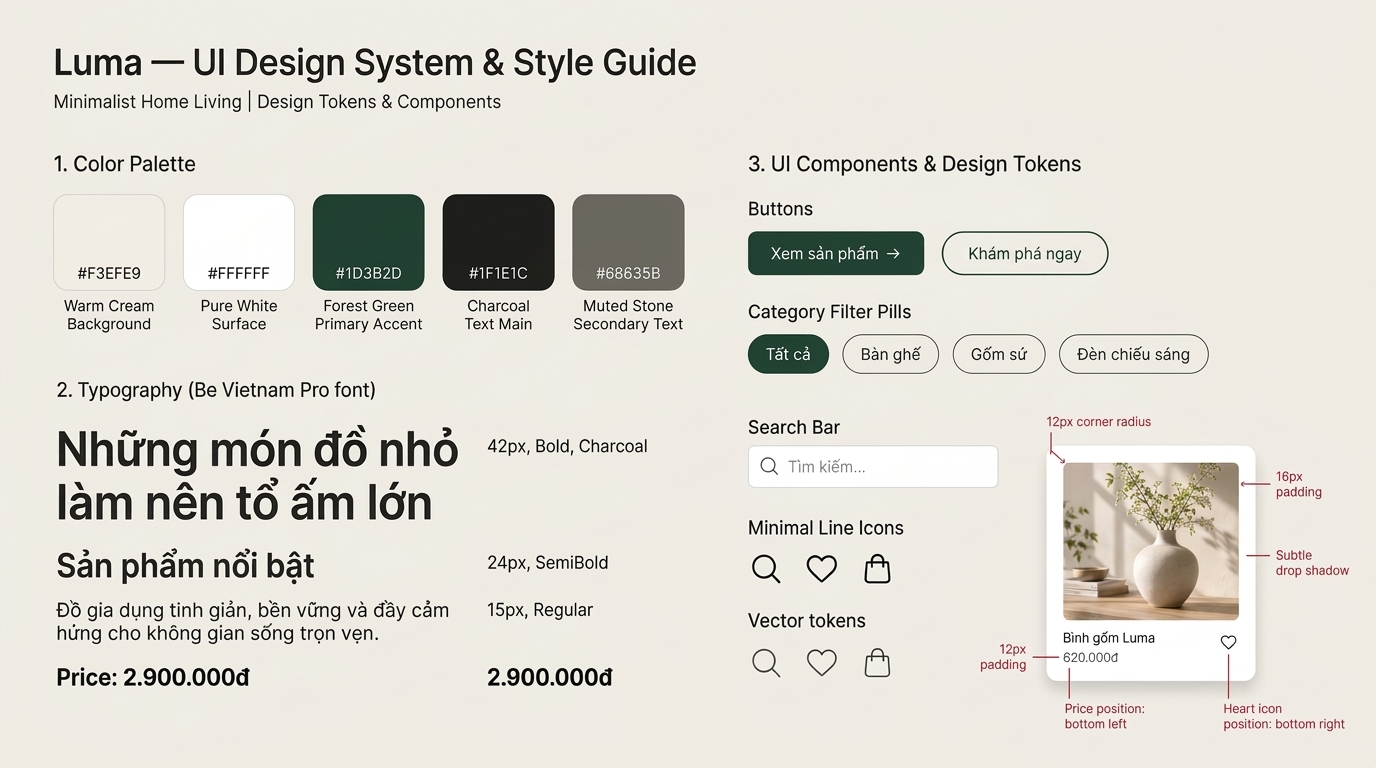 Luma — UI Design System & Style Guide
Minimalist Home Living | Design Tokens & Components
1. Color Palette
#F3EFE9
#FFFFFF
#1D3B2D
#1F1E1C
#68635B
Warm Cream
Background
Pure White
Surface
Forest Green
Primary Accent
Charcoal
Text Main
Muted Stone
Secondary Text
2. Typography (Be Vietnam Pro font)
Những món đồ nhỏ
làm nên tổ ấm lớn
42px, Bold, Charcoal
Sản phẩm nổi bật
24px, SemiBold
Đồ gia dụng tinh giản, bền vững và đầy cảm
hứng cho không gian sống trọn vẹn.
15px, Regular
Price: 2.900.000đ
2.900.000đ
3. UI Components & Design Tokens
Buttons
Xem sản phẩm →
Khám phá ngay
Category Filter Pills
Tất cả
Bàn ghế
Gốm sứ
Đèn chiếu sáng
Search Bar
Tìm kiếm...
Minimal Line Icons
Vector tokens
12px corner radius
16px
padding
Subtle
drop shadow
Bình gốm Luma
620.000đ
12px
padding
Price position:
bottom left
Heart icon
position: bottom right